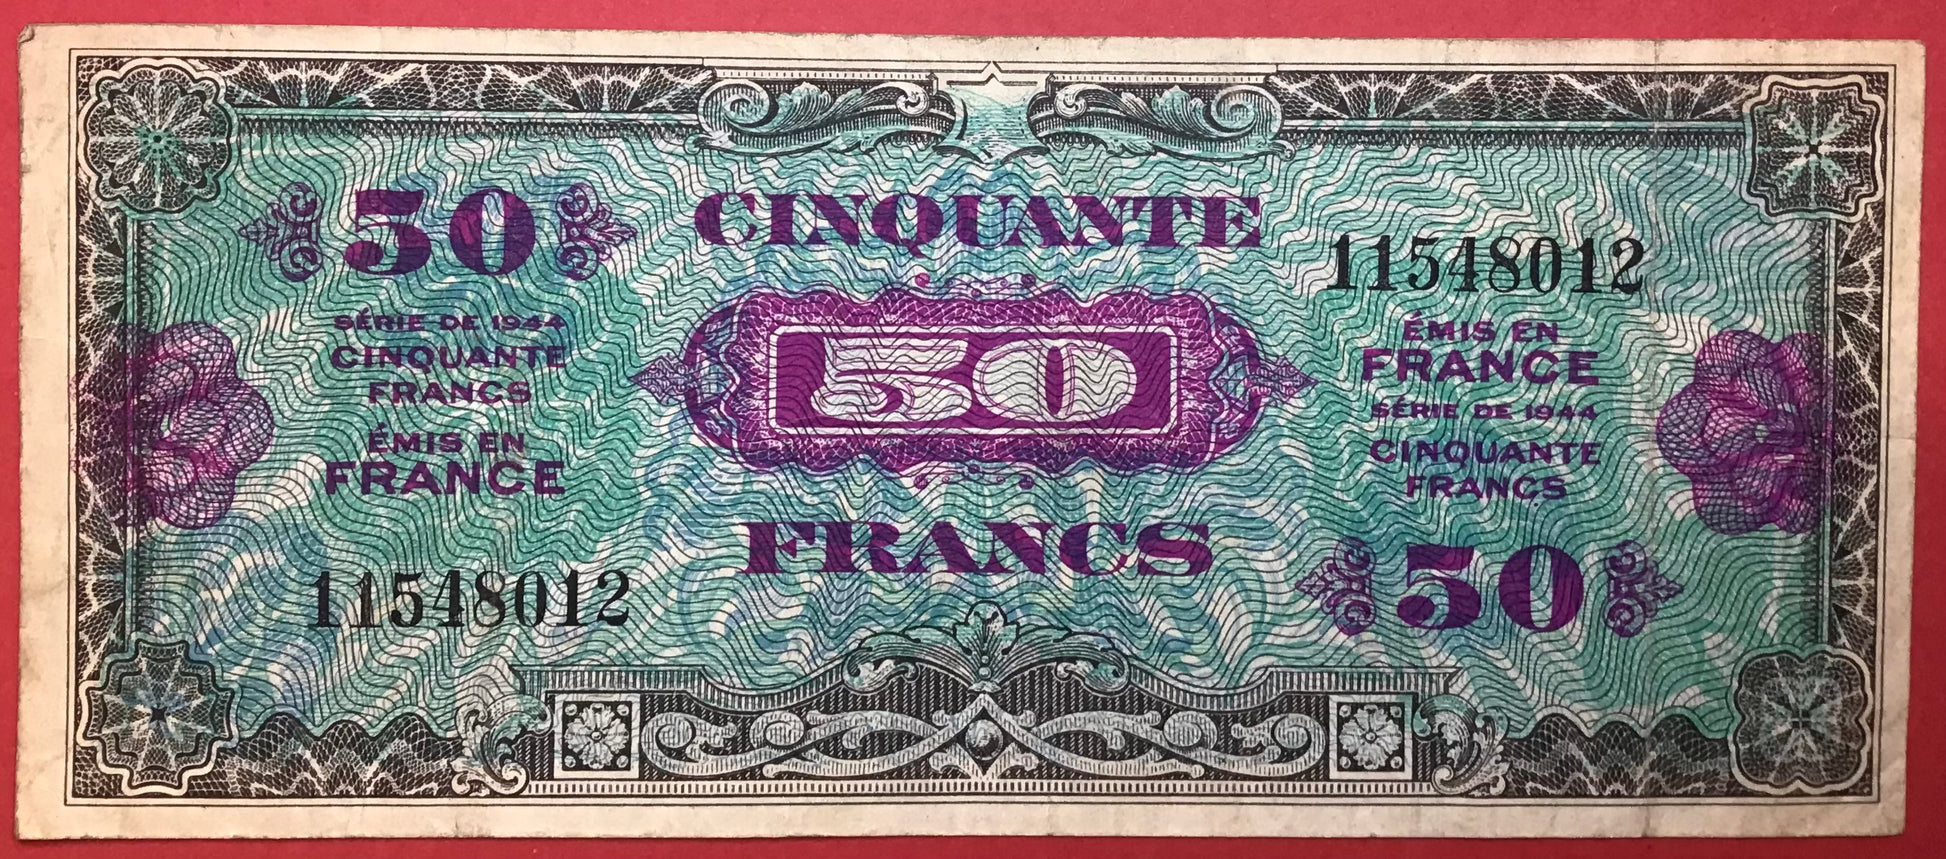 50
CINQUANTE
11548012
SÉRIE DE 1944
CINQUANTE
FRANCS
ÉMIS EN
FRANCE
50
ÉMIS EN
FRANCE
SÉRIE DE 1944
CINQUANTE
FRANCS
FRANCS
11548012
50